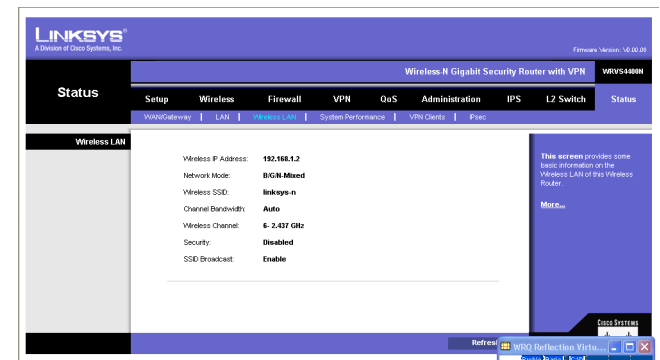 LINKSYS®
A Division of Cisco Systems, Inc.
Firmware Version: V0.00.06
Wireless-N Gigabit Security Router with VPN WRVS4400N
Status
Setup Wireless Firewall VPN QoS Administration IPS L2 Switch Status
WAN/Gateway | LAN | Wireless LAN | System Performance | VPN Clients | IPsec
Wireless LAN
Wireless IP Address: 192.168.1.2
Network Mode: B/G/N-Mixed
Wireless SSID: linksys-n
Channel Bandwidth: Auto
Wireless Channel: 6- 2.437 GHz
Security: Disabled
SSID Broadcast: Enable
This screen provides some
basic information on the
Wireless LAN of this Wireless
Router.
More...
CISCO SYSTEMS
WRQ Reflection Virtu...